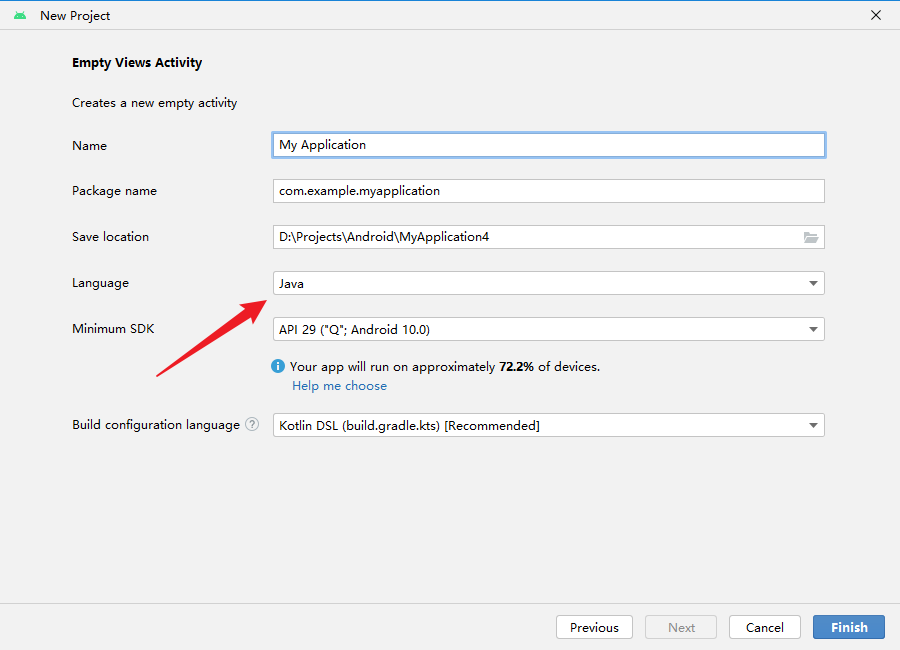 New Project
Empty Views Activity
Creates a new empty activity
Name My Application
Package name com.example.myapplication
Save location D:\Projects\Android\MyApplication4
Language Java
Minimum SDK API 29 ("Q"; Android 10.0)
Your app will run on approximately 72.2% of devices.
Help me choose
Build configuration language ? Kotlin DSL (build.gradle.kts) [Recommended]
Previous Next Cancel Finish